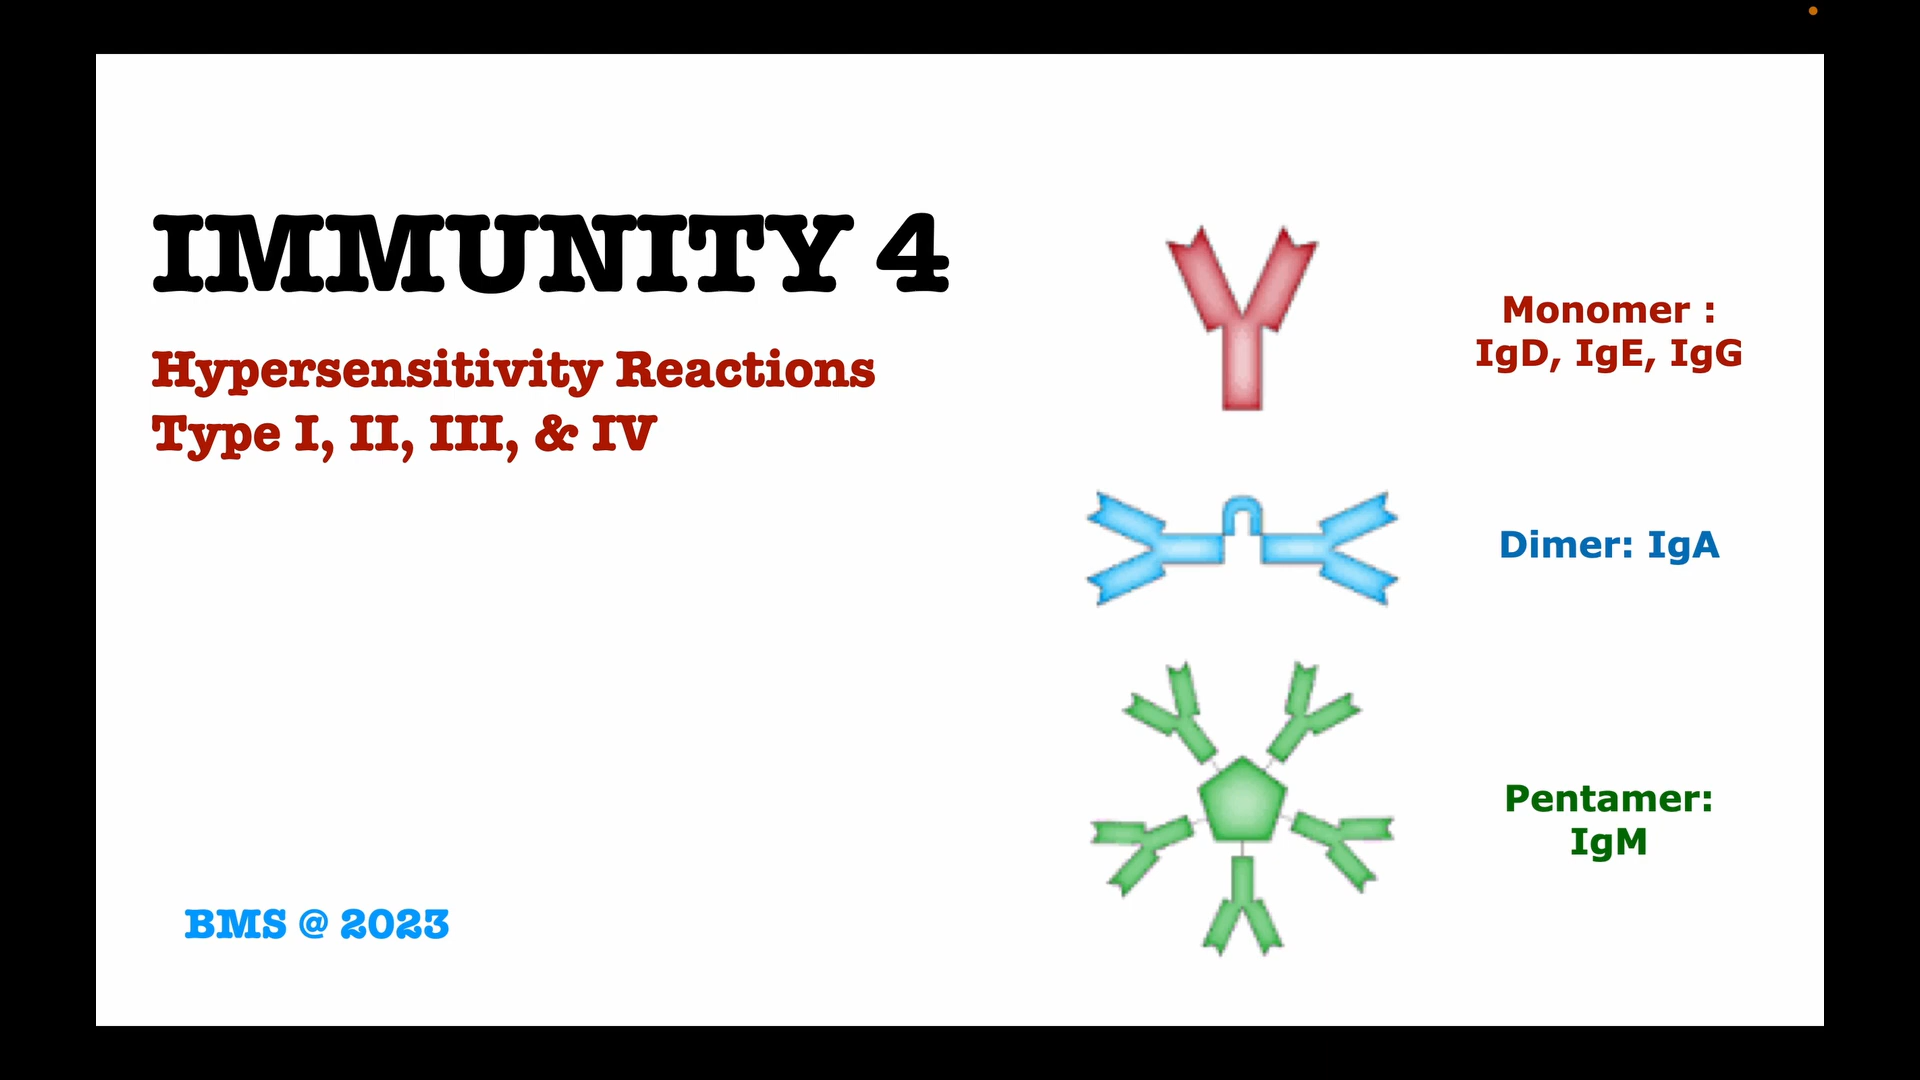 IMMUNITY 4
Hypersensitivity Reactions
Type I, II, III, & IV
BMS @ 2023
Monomer :
IgD, IgE, IgG
Dimer: IgA
Pentamer:
IgM